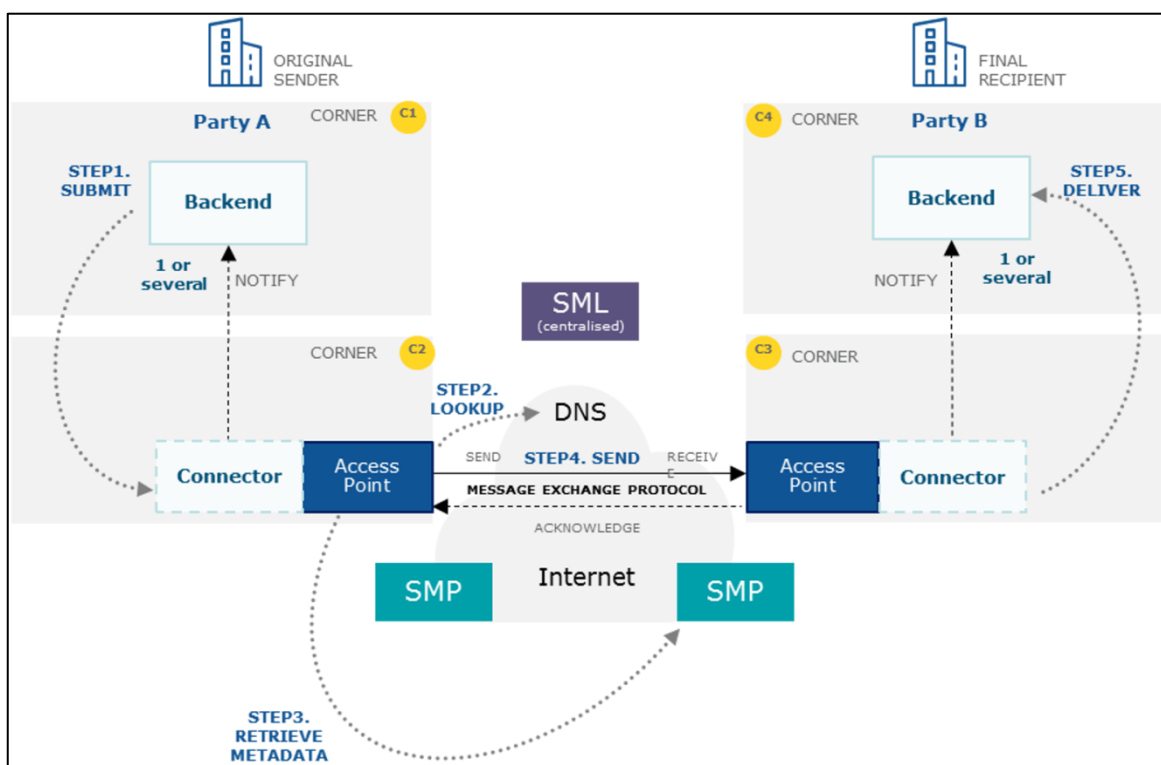 ORIGINAL
SENDER
FINAL
RECIPIENT
CORNER
C1
Party A
C4
CORNER
Party B
STEP1.
SUBMIT
Backend
STEP5.
DELIVER
Backend
1 or
several
NOTIFY
1 or
several
NOTIFY
SML
(centralised)
CORNER
C2
C3
CORNER
STEP2.
LOOKUP
DNS
Connector
Access
Point
SEND
STEP4. SEND
RECEIV
E
MESSAGE EXCHANGE PROTOCOL
ACKNOWLEDGE
Access
Point
Connector
Internet
SMP
SMP
STEP3.
RETRIEVE
METADATA